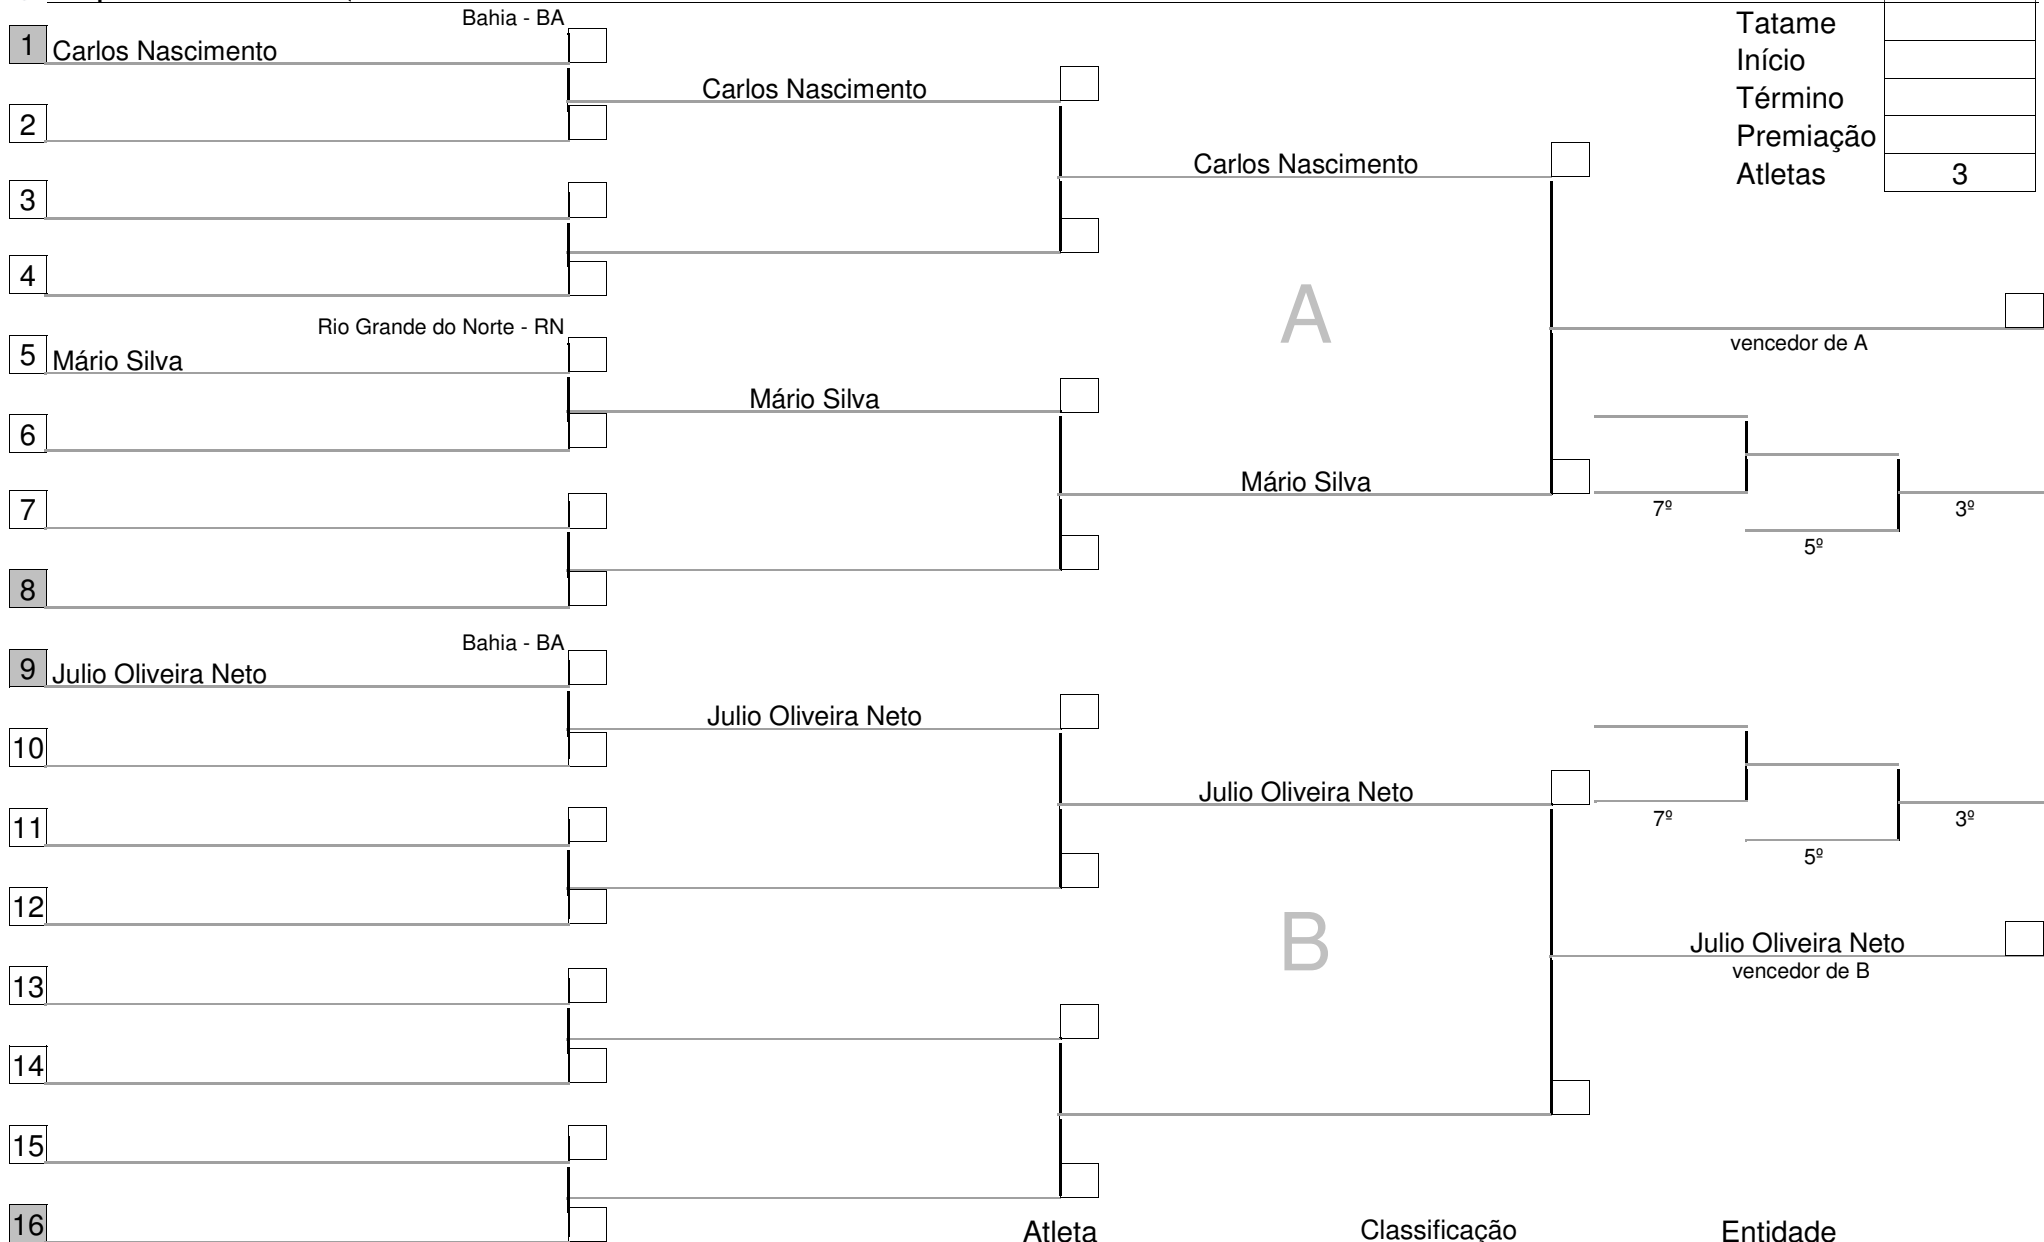 Bahia - BA
1 Carlos Nascimento
Tatame
Início
Carlos Nascimento
Término
2
Premiação
Carlos Nascimento
Atletas 3
3
4
A
Rio Grande do Norte - RN
vencedor de A
5 Mário Silva
Mário Silva
6
Mário Silva
7
7º 3º
5º
8
Bahia - BA
9 Julio Oliveira Neto
Julio Oliveira Neto
10
Julio Oliveira Neto
7º 3º
11
5º
12
B
Julio Oliveira Neto
vencedor de B
13
14
15
16
Atleta Classificação Entidade